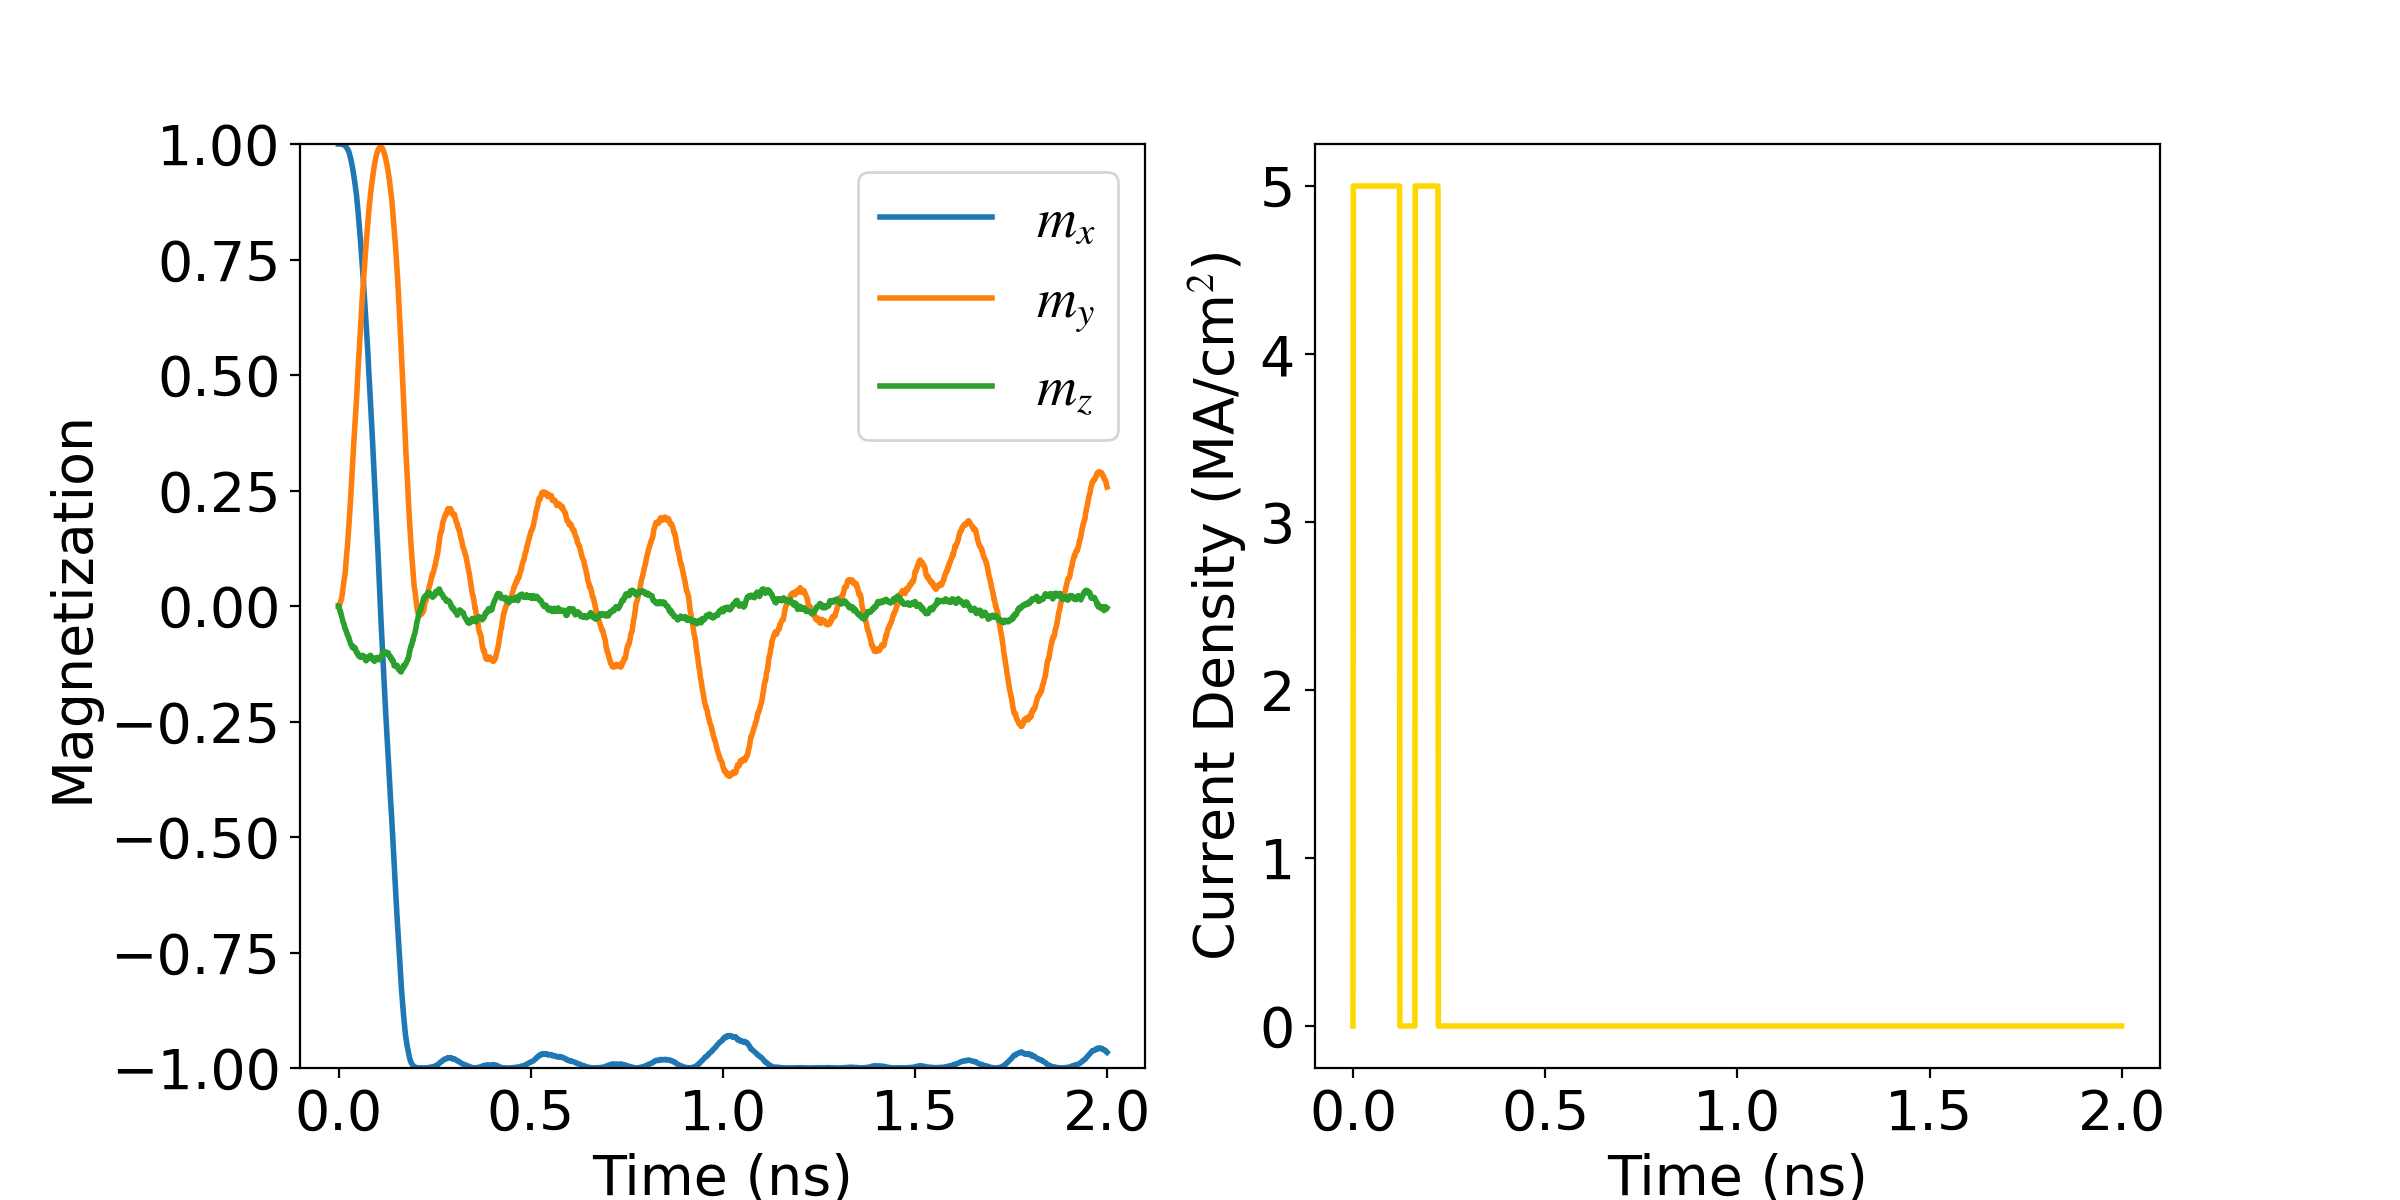 1.00
0.75
0.50
0.25
0.00
−0.25
−0.50
−0.75
−1.00
Magnetization
0.0 0.5 1.0 1.5 2.0
Time (ns)
m_x
m_y
m_z
5
4
3
2
1
0
Current Density (MA/cm²)
0.0 0.5 1.0 1.5 2.0
Time (ns)